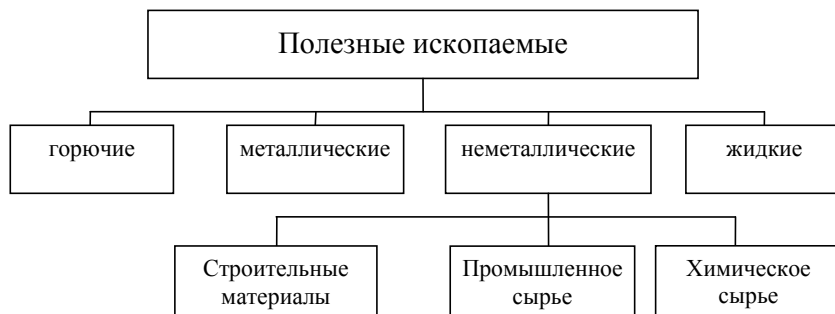 Полезные ископаемые
горючие
металлические
неметаллические
жидкие
Строительные
материалы
Промышленное
сырье
Химическое
сырье